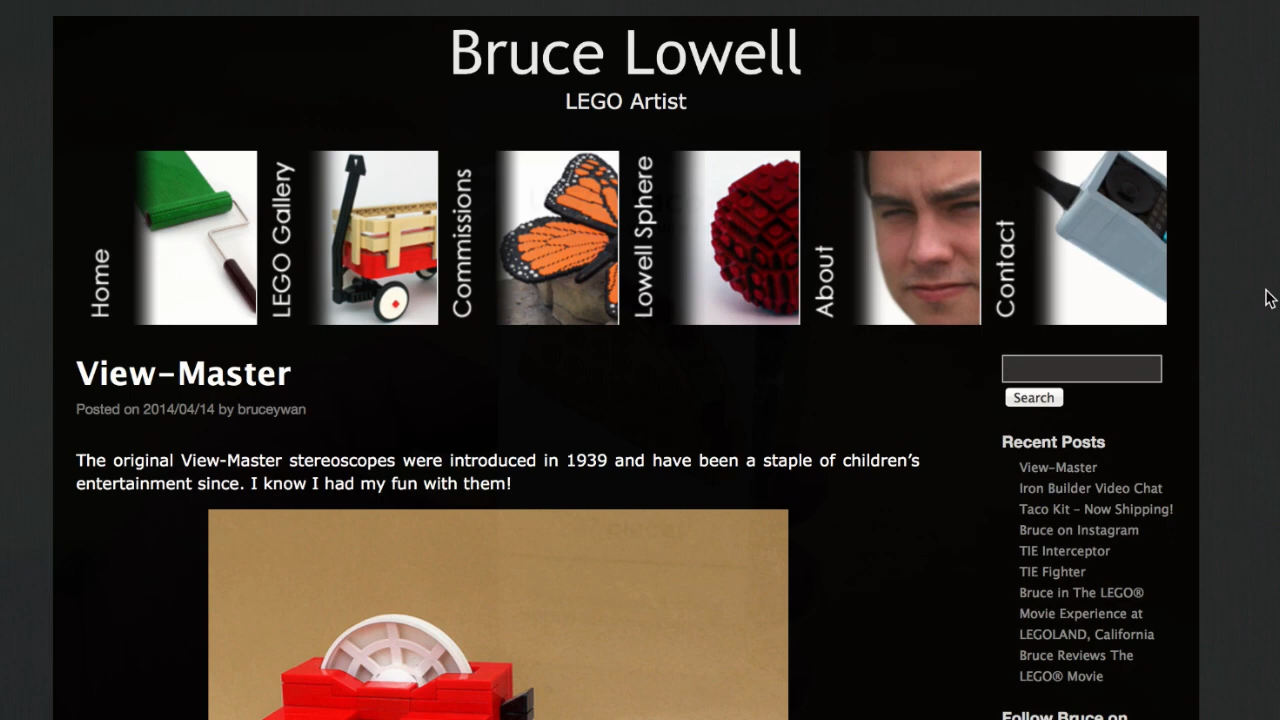 Bruce Lowell
LEGO Artist
Home
LEGO Gallery
Commissions
Lowell Sphere
About
Contact
View-Master
Posted on 2014/04/14 by bruceywan
The original View-Master stereoscopes were introduced in 1939 and have been a staple of children’s
entertainment since. I know I had my fun with them!
Search
Recent Posts
View-Master
Iron Builder Video Chat
Taco Kit – Now Shipping!
Bruce on Instagram
TIE Interceptor
TIE Fighter
Bruce in The LEGO®
Movie Experience at
LEGOLAND, California
Bruce Reviews The
LEGO® Movie
Follow Bruce on